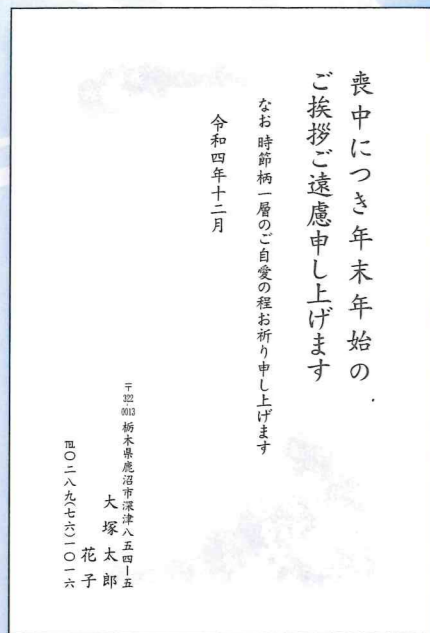 喪中につき年末年始の
ご挨拶ご遠慮申し上げます
なお 時節柄一層のご自愛の程お祈り申し上げます
令和四年十二月
〒322-0013 栃木県鹿沼市深津八五四ー五
大塚太郎
花子
℡〇二八九(七六)一〇一六